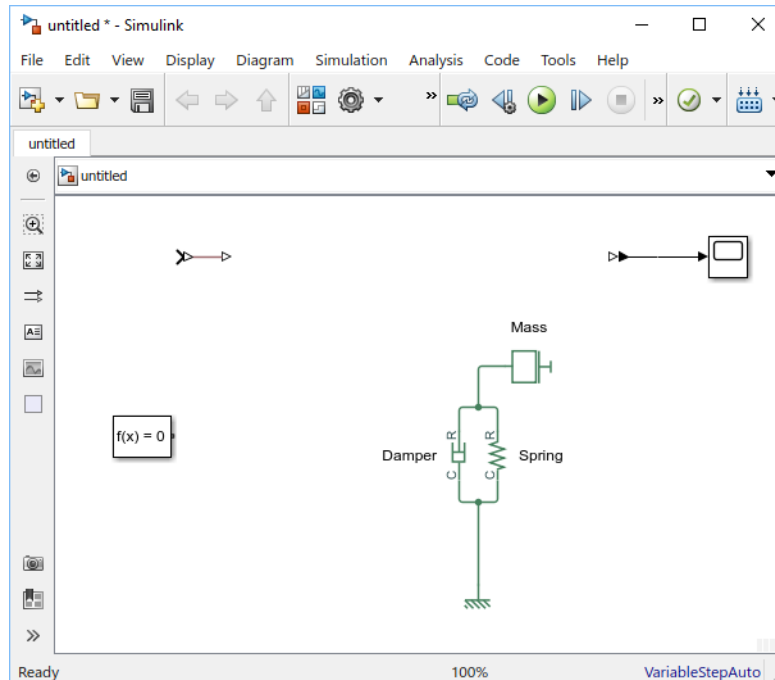 untitled * - Simulink
File Edit View Display Diagram Simulation Analysis Code Tools Help
» »
untitled
untitled
A
Mass
f(x) = 0
R R
Damper Spring
C C
»
Ready 100% VariableStepAuto